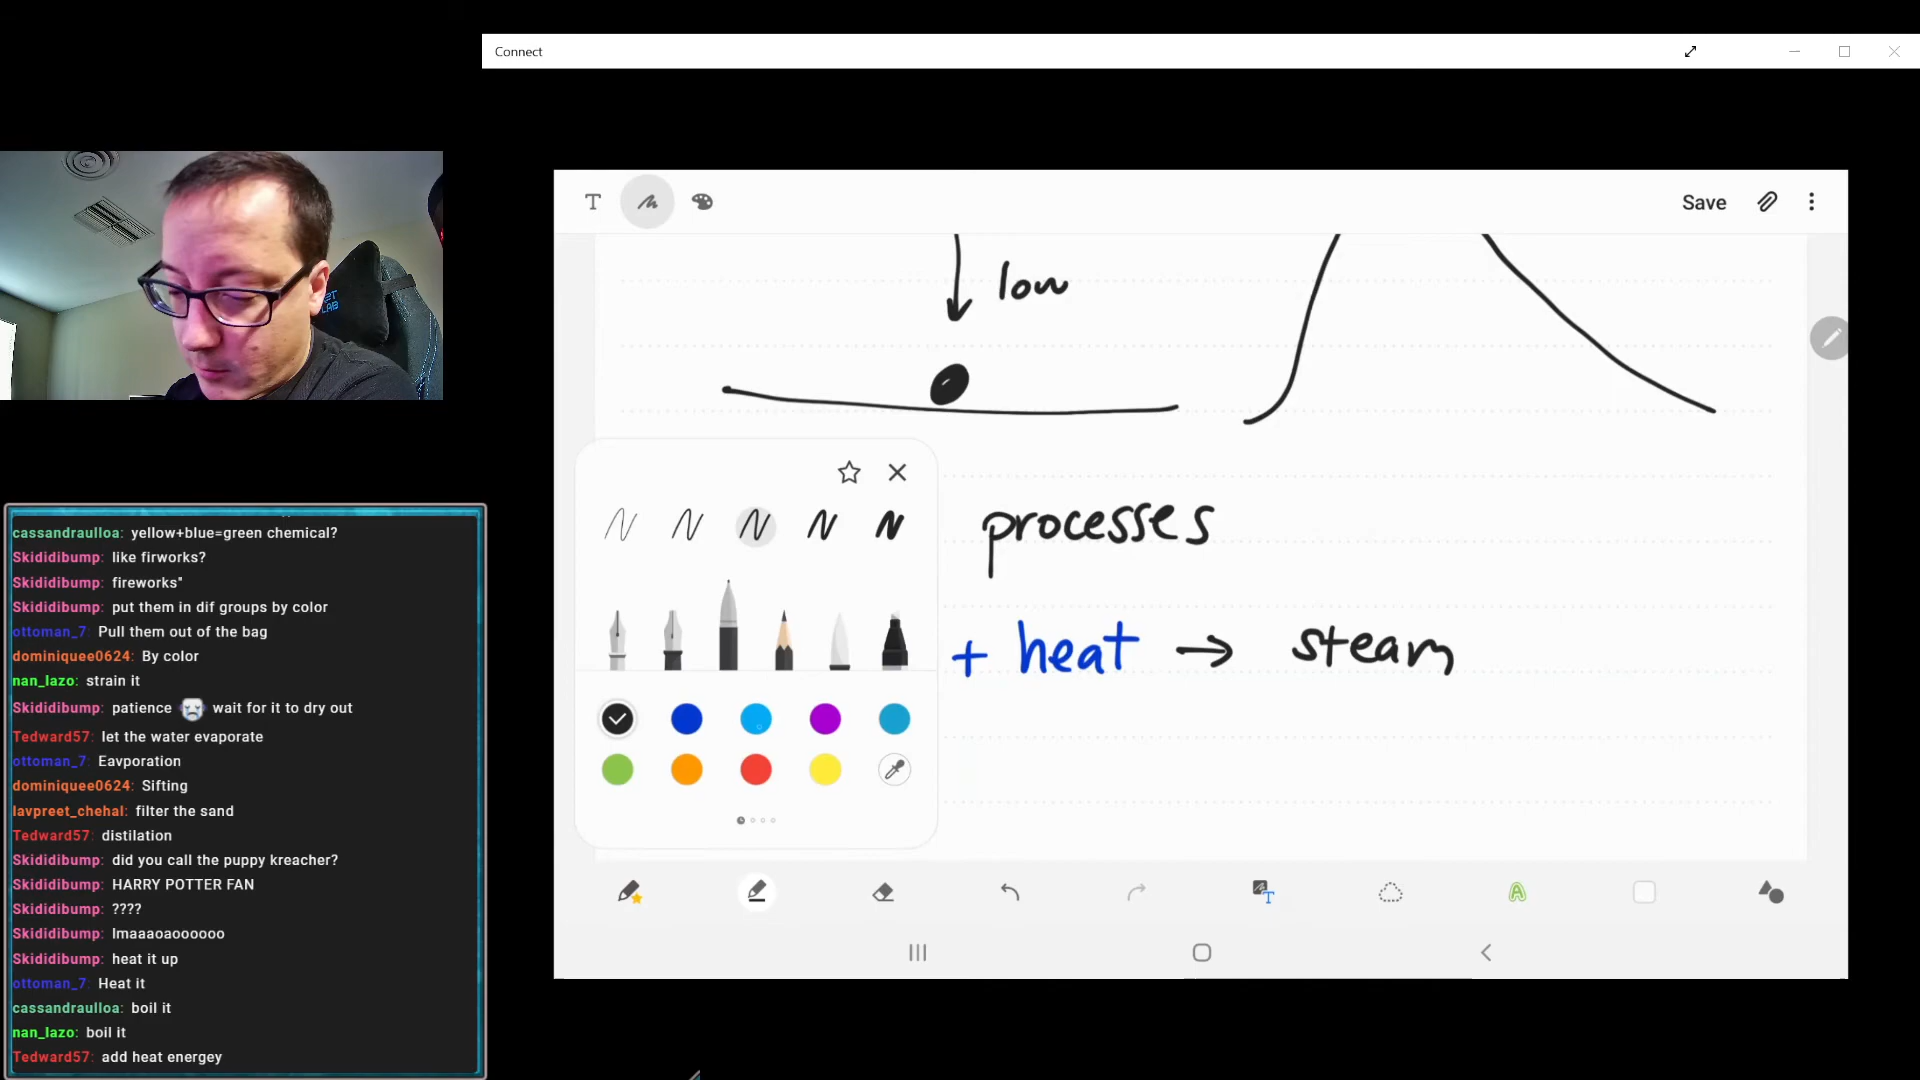 Connect
Save
low
processes
+ heat → steam
cassandraulloa: yellow+blue=green chemical?
Skididibump: like firworks?
Skididibump: fireworks"
Skididibump: put them in dif groups by color
ottoman_7: Pull them out of the bag
dominiquee0624: By color
nan_lazo: strain it
Skididibump: patience wait for it to dry out
Tedward57: let the water evaporate
ottoman_7: Eavporation
dominiquee0624: Sifting
lavpreet_chehal: filter the sand
Tedward57: distilation
Skididibump: did you call the puppy kreacher?
Skididibump: HARRY POTTER FAN
Skididibump: ????
Skididibump: lmaaaoaoooooo
Skididibump: heat it up
ottoman_7: Heat it
cassandraulloa: boil it
nan_lazo: boil it
Tedward57: add heat energey